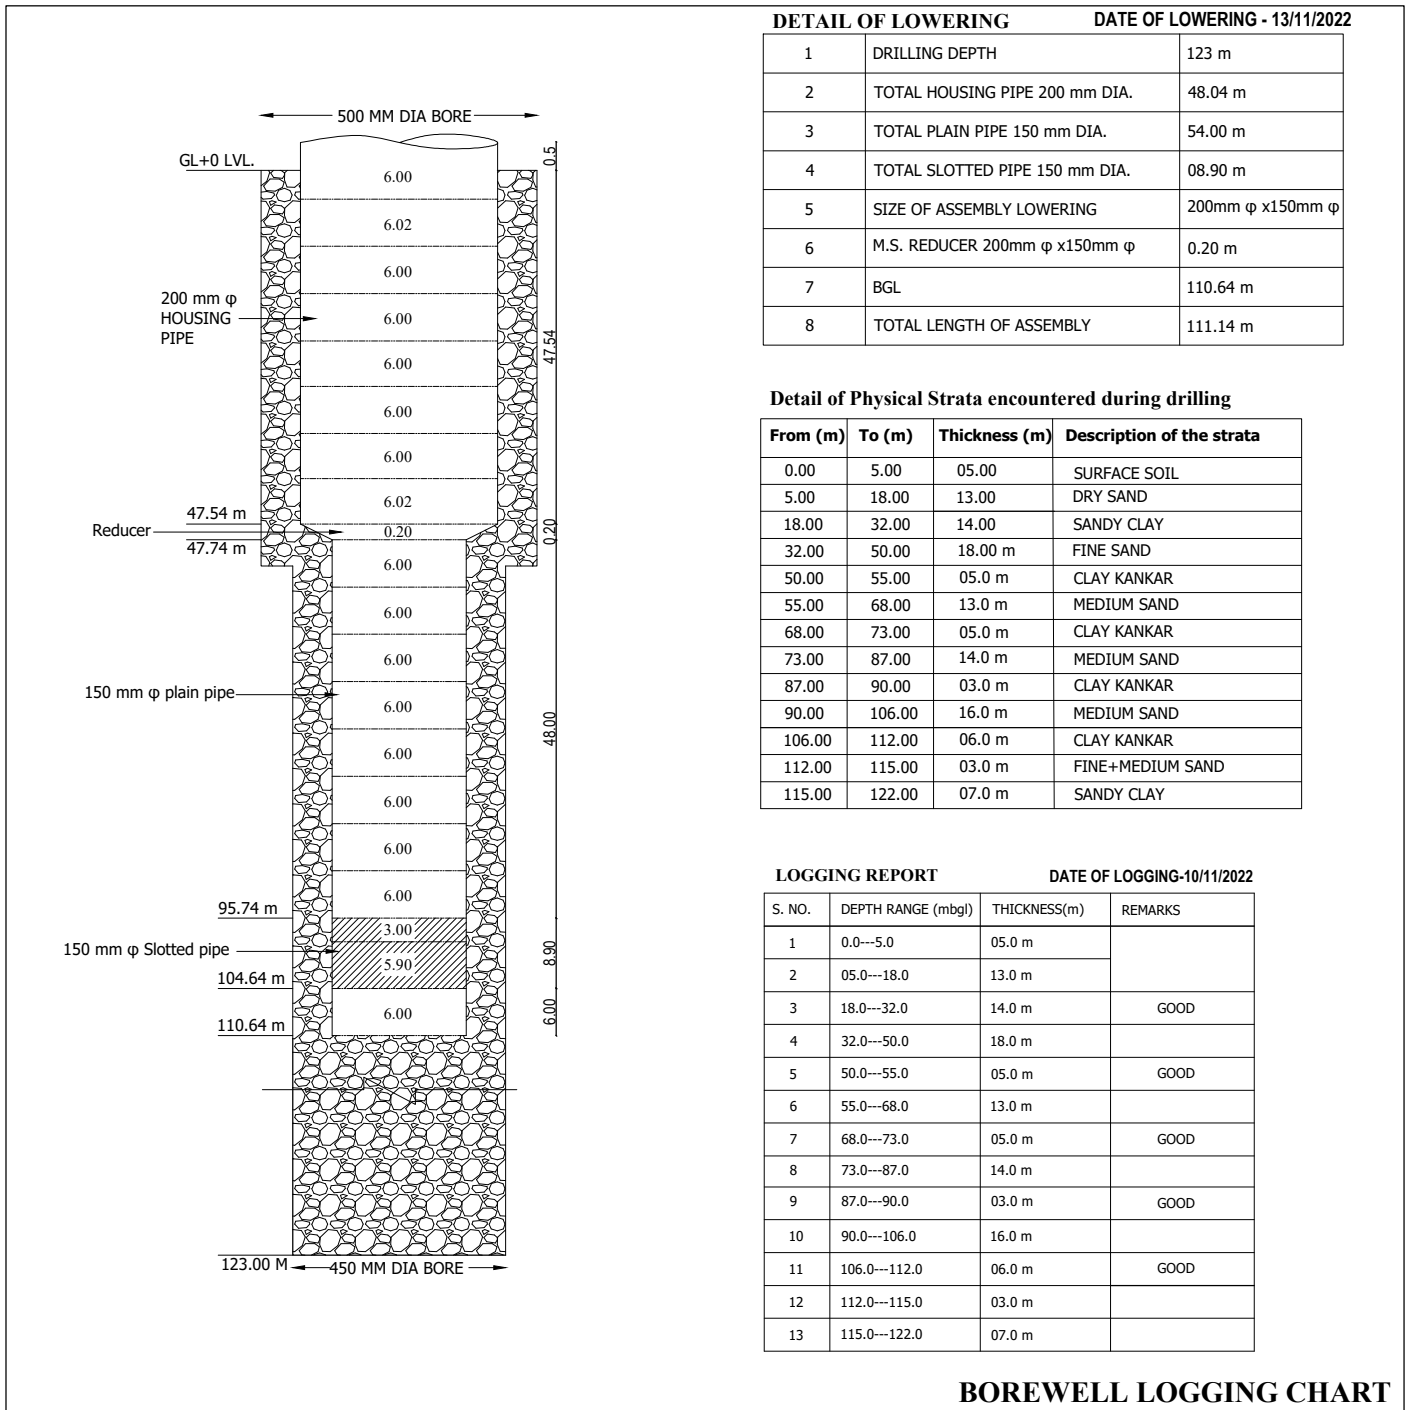 500 MM DIA BORE
GL+0 LVL.
0.5
6.00
6.02
6.00
200 mm φ
HOUSING
PIPE
6.00
6.00
47.54
6.00
6.00
6.02
47.54 m
Reducer
0.20
0.20
47.74 m
6.00
6.00
6.00
150 mm φ plain pipe
6.00
6.00
48.00
6.00
6.00
6.00
95.74 m
3.00
150 mm φ Slotted pipe
5.90
8.90
104.64 m
6.00
6.00
110.64 m
123.00 M
450 MM DIA BORE
DETAIL OF LOWERING DATE OF LOWERING - 13/11/2022
1 DRILLING DEPTH 123 m
2 TOTAL HOUSING PIPE 200 mm DIA. 48.04 m
3 TOTAL PLAIN PIPE 150 mm DIA. 54.00 m
4 TOTAL SLOTTED PIPE 150 mm DIA. 08.90 m
5 SIZE OF ASSEMBLY LOWERING 200mm φ x150mm φ
6 M.S. REDUCER 200mm φ x150mm φ 0.20 m
7 BGL 110.64 m
8 TOTAL LENGTH OF ASSEMBLY 111.14 m
Detail of Physical Strata encountered during drilling
From (m) To (m) Thickness (m) Description of the strata
0.00 5.00 05.00 SURFACE SOIL
5.00 18.00 13.00 DRY SAND
18.00 32.00 14.00 SANDY CLAY
32.00 50.00 18.00 m FINE SAND
50.00 55.00 05.0 m CLAY KANKAR
55.00 68.00 13.0 m MEDIUM SAND
68.00 73.00 05.0 m CLAY KANKAR
73.00 87.00 14.0 m MEDIUM SAND
87.00 90.00 03.0 m CLAY KANKAR
90.00 106.00 16.0 m MEDIUM SAND
106.00 112.00 06.0 m CLAY KANKAR
112.00 115.00 03.0 m FINE+MEDIUM SAND
115.00 122.00 07.0 m SANDY CLAY
LOGGING REPORT DATE OF LOGGING-10/11/2022
S. NO. DEPTH RANGE (mbgl) THICKNESS(m) REMARKS
1 0.0---5.0 05.0 m
2 05.0---18.0 13.0 m
3 18.0---32.0 14.0 m GOOD
4 32.0---50.0 18.0 m
5 50.0---55.0 05.0 m GOOD
6 55.0---68.0 13.0 m
7 68.0---73.0 05.0 m GOOD
8 73.0---87.0 14.0 m
9 87.0---90.0 03.0 m GOOD
10 90.0---106.0 16.0 m
11 106.0---112.0 06.0 m GOOD
12 112.0---115.0 03.0 m
13 115.0---122.0 07.0 m
BOREWELL LOGGING CHART